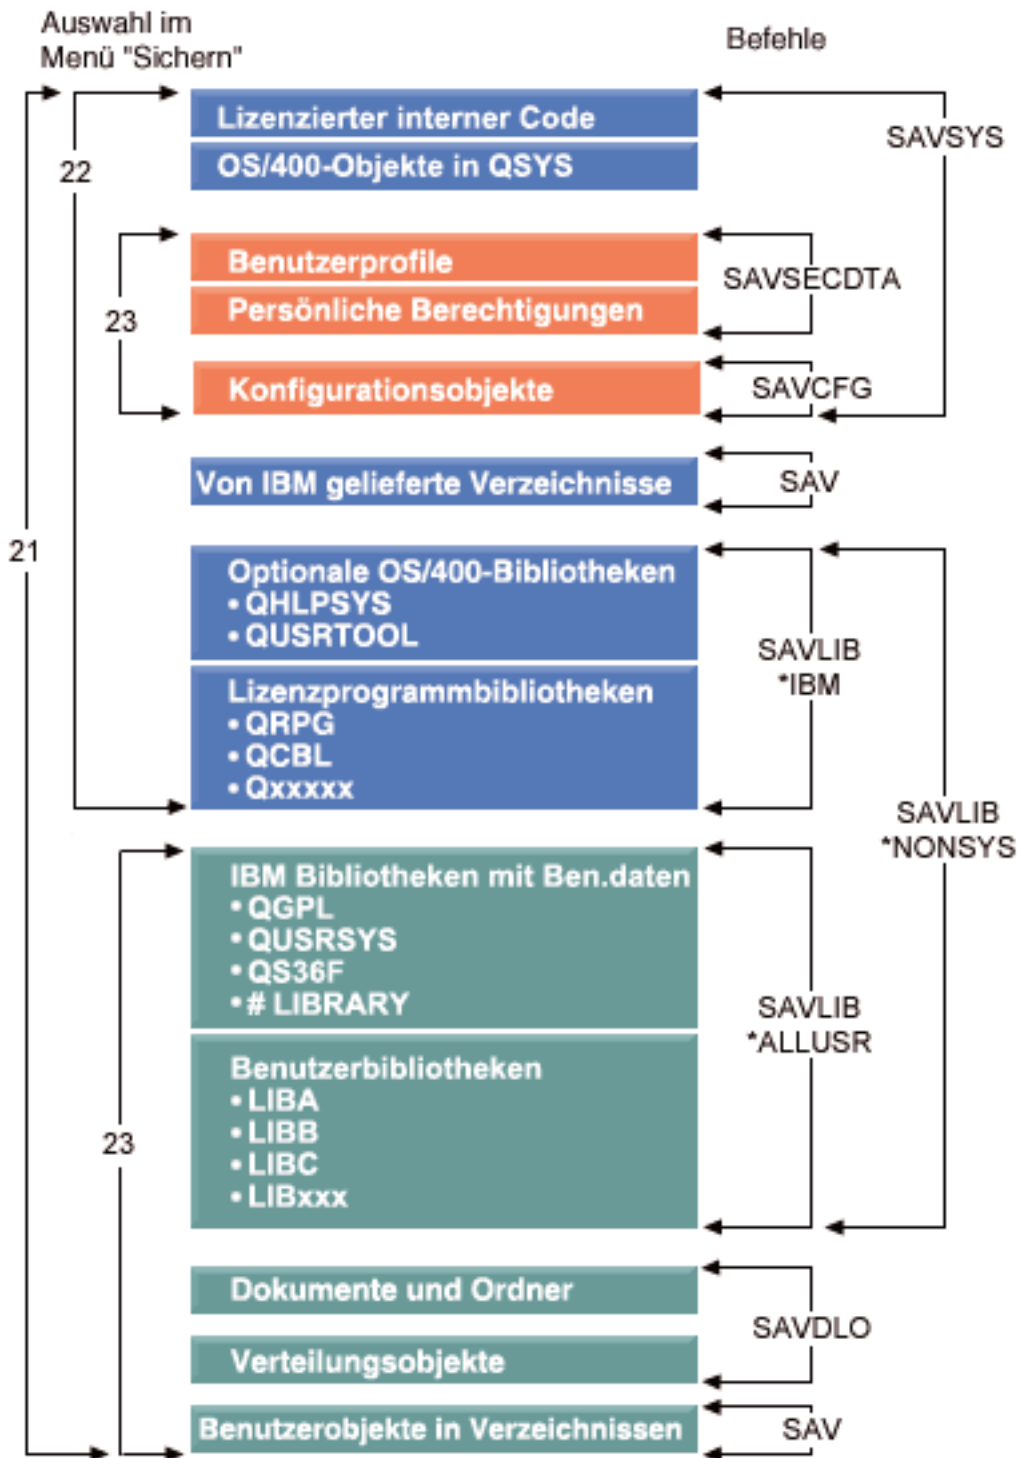 Auswahl im
Menü "Sichern"
Befehle
Lizenzierter interner Code
SAVSYS
OS/400-Objekte in QSYS
22
Benutzerprofile
SAVSECDTA
Persönliche Berechtigungen
23
Konfigurationsobjekte
SAVCFG
Von IBM gelieferte Verzeichnisse
SAV
21
Optionale OS/400-Bibliotheken
• QHLPSYS
• QUSRTOOL
SAVLIB
*IBM
Lizenzprogrammbibliotheken
• QRPG
• QCBL
• Qxxxxx
SAVLIB
*NONSYS
IBM Bibliotheken mit Ben.daten
• QGPL
• QUSRSYS
• QS36F
• # LIBRARY
SAVLIB
*ALLUSR
Benutzerbibliotheken
• LIBA
• LIBB
• LIBC
• LIBxxx
23
Dokumente und Ordner
SAVDLO
Verteilungsobjekte
Benutzerobjekte in Verzeichnissen
SAV